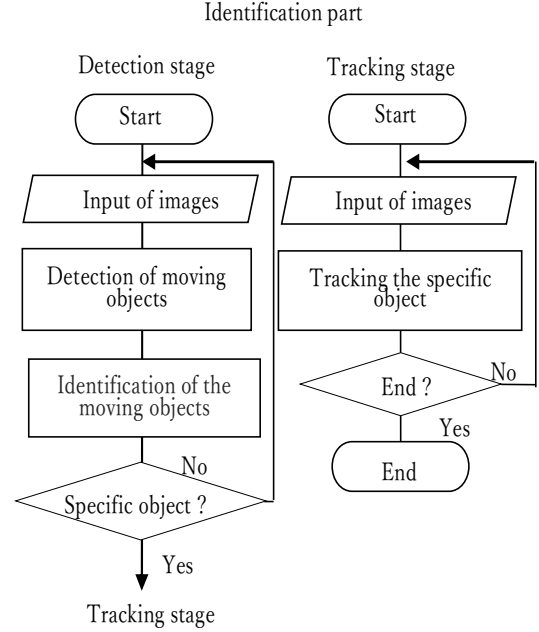 Identification part
Detection stage
Start
Input of images
Detection of moving
objects
Identification of the
moving objects
No
Specific object ?
Yes
Tracking stage
Tracking stage
Start
Input of images
Tracking the specific
object
No
End ?
Yes
End